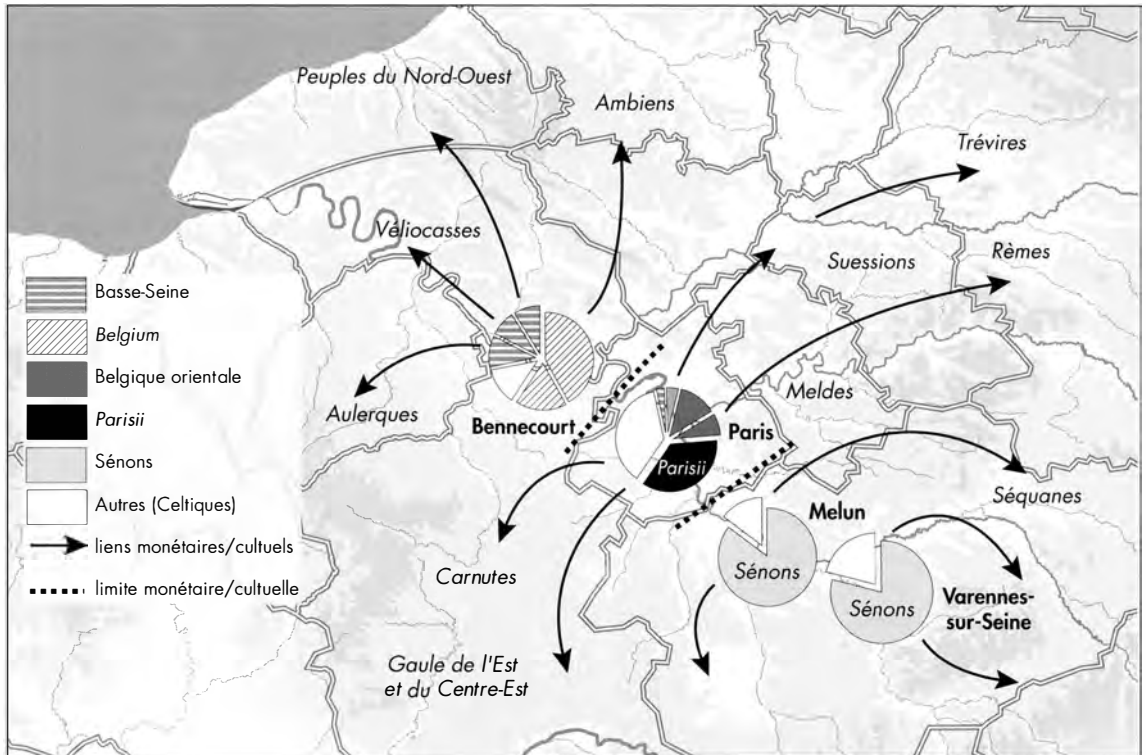 Peuples du Nord-Ouest
Ambiens
Trévires
Véliocasses
Suessions
Rèmes
Basse-Seine
Belgium
Belgique orientale
Parisii
Sénons
Autres (Celtiques)
liens monétaires/cultuels
limite monétaire/cultuelle
Aulerques
Bennecourt
Meldes
Paris
Parisii
Melun
Séquanes
Carnutes
Sénons
Sénons
Varennes-
sur-Seine
Gaule de l'Est
et du Centre-Est